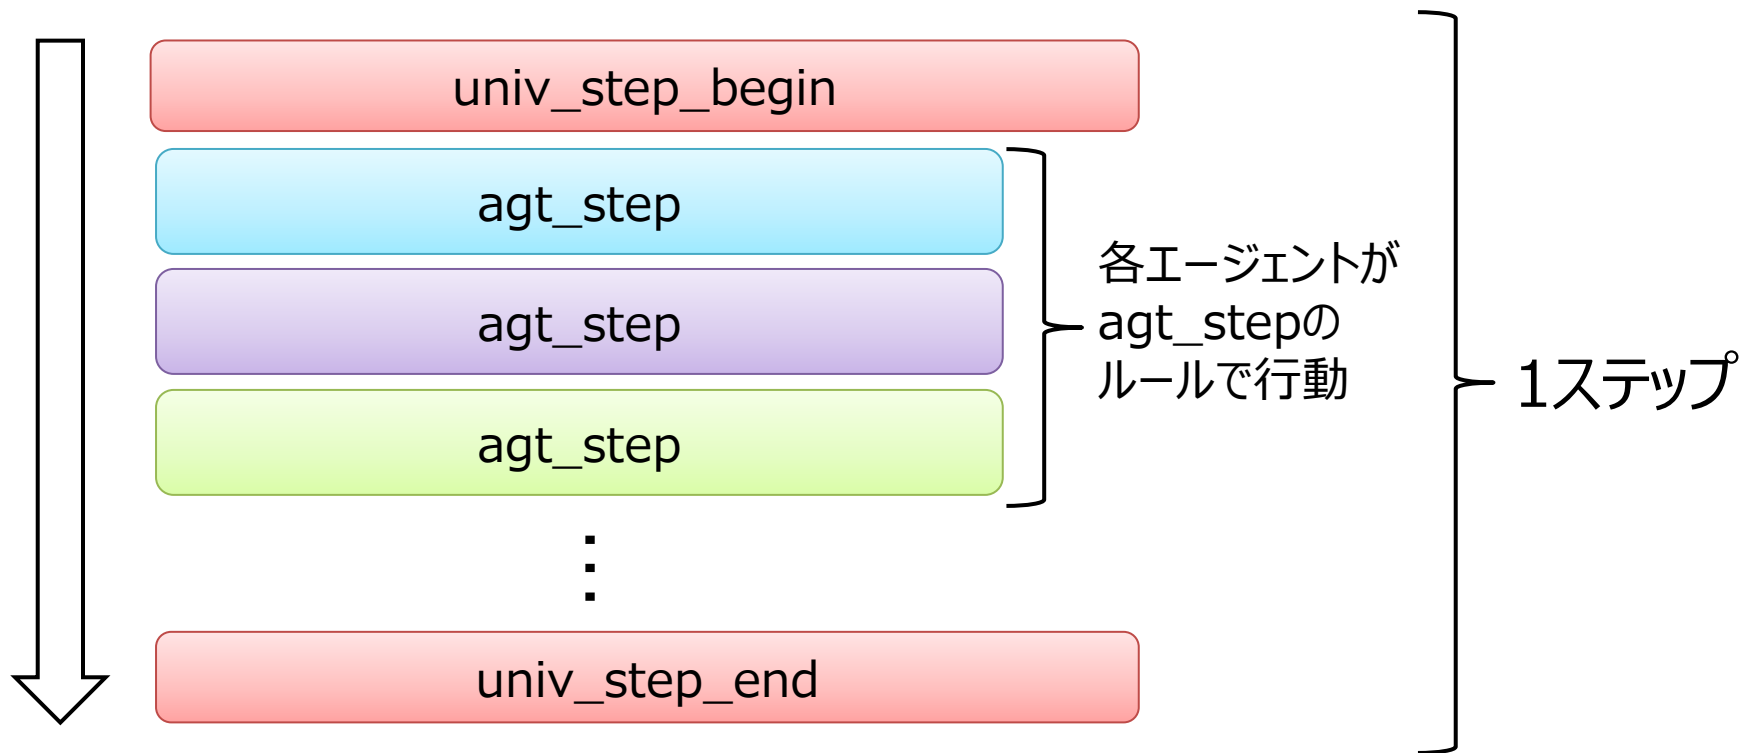 univ_step_begin
agt_step
agt_step
agt_step
各エージェントが
agt_stepの
ルールで行動
1ステップ
⋮
univ_step_end